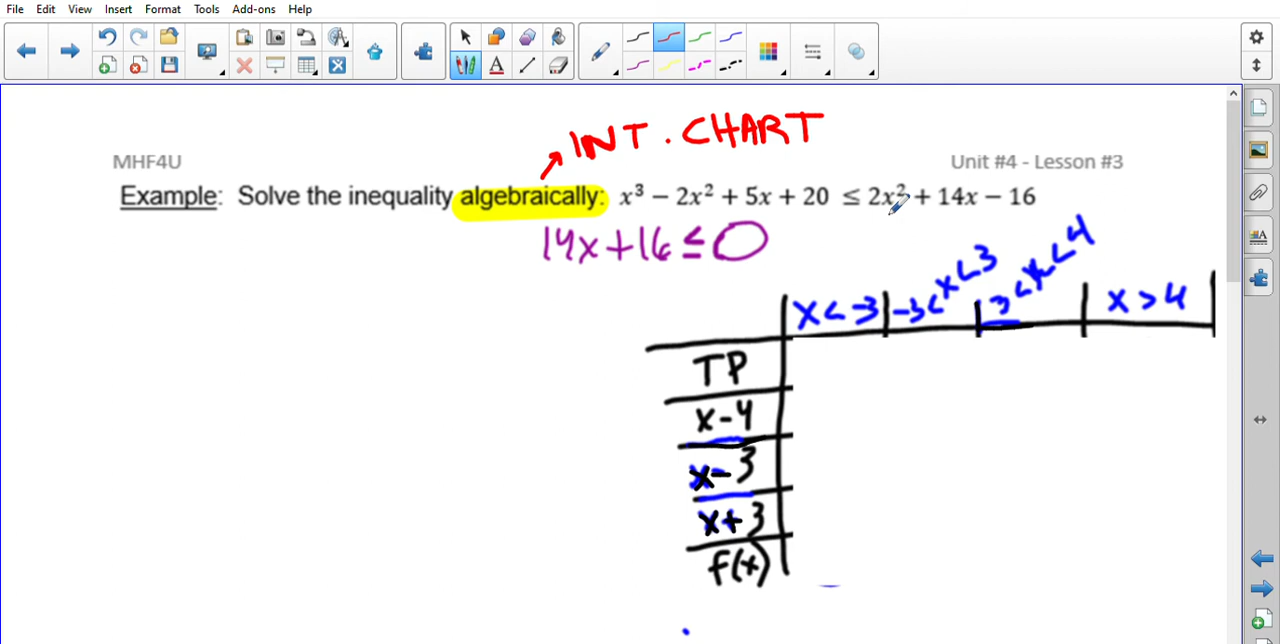 File Edit View Insert Format Tools Add-ons Help
INT. CHART
MHF4U
Unit #4 - Lesson #3
Example: Solve the inequality algebraically: x³ − 2x² + 5x + 20 ≤ 2x² + 14x − 16
14x+16 ≤ 0
x < -3
-3 < x < 3
3 < x < 4
x > 4
TP
x-4
x-3
x+3
f(x)